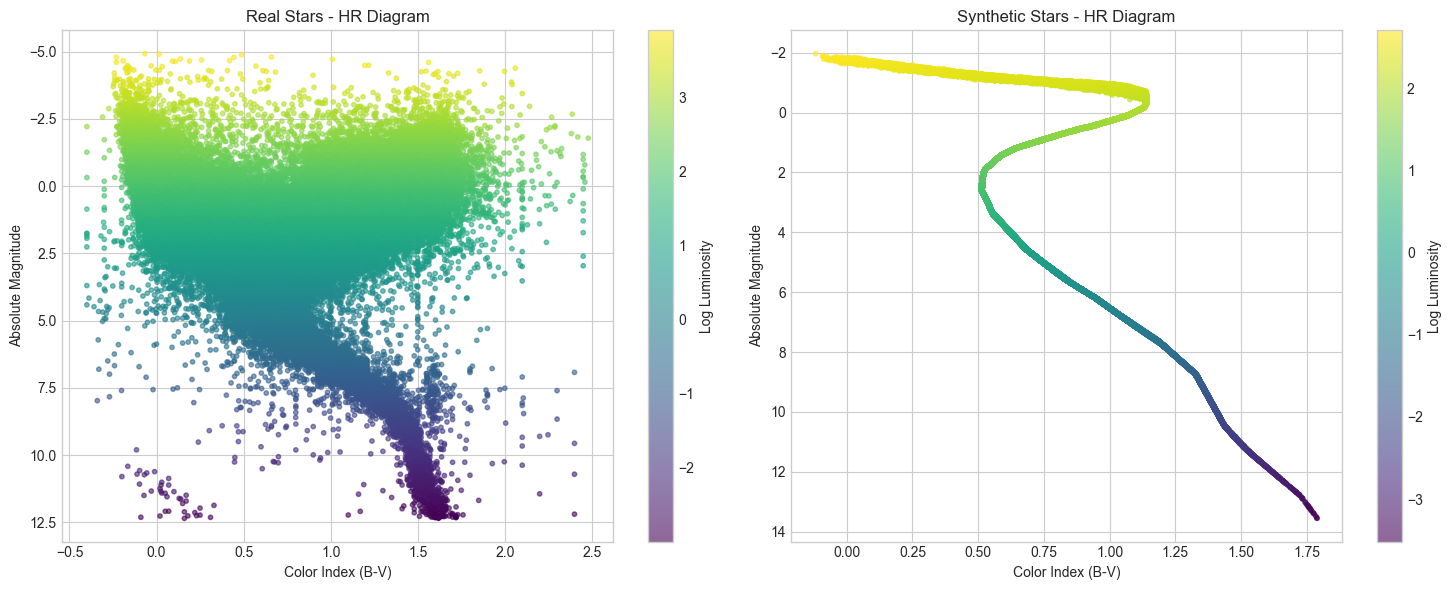 Real Stars - HR Diagram
Absolute Magnitude
−5.0
−2.5
0.0
2.5
5.0
7.5
10.0
12.5
−0.5 0.0 0.5 1.0 1.5 2.0 2.5
Color Index (B-V)
3
2
1
0
−1
−2
Log Luminosity
Synthetic Stars - HR Diagram
Absolute Magnitude
−2
0
2
4
6
8
10
12
14
0.00 0.25 0.50 0.75 1.00 1.25 1.50 1.75
Color Index (B-V)
2
1
0
−1
−2
−3
Log Luminosity